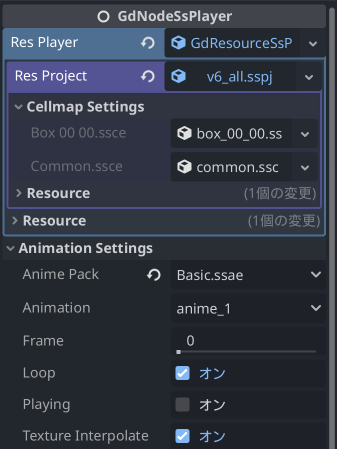 GdNodeSsPlayer
Res Player GdResourceSsP
Res Project v6_all.sspj
Cellmap Settings
Box 00 00.ssce box_00_00.ss
Common.ssce common.ssc
Resource (1個の変更)
Resource (1個の変更)
Animation Settings
Anime Pack Basic.ssae
Animation anime_1
Frame 0
Loop オン
Playing オン
Texture Interpolate オン